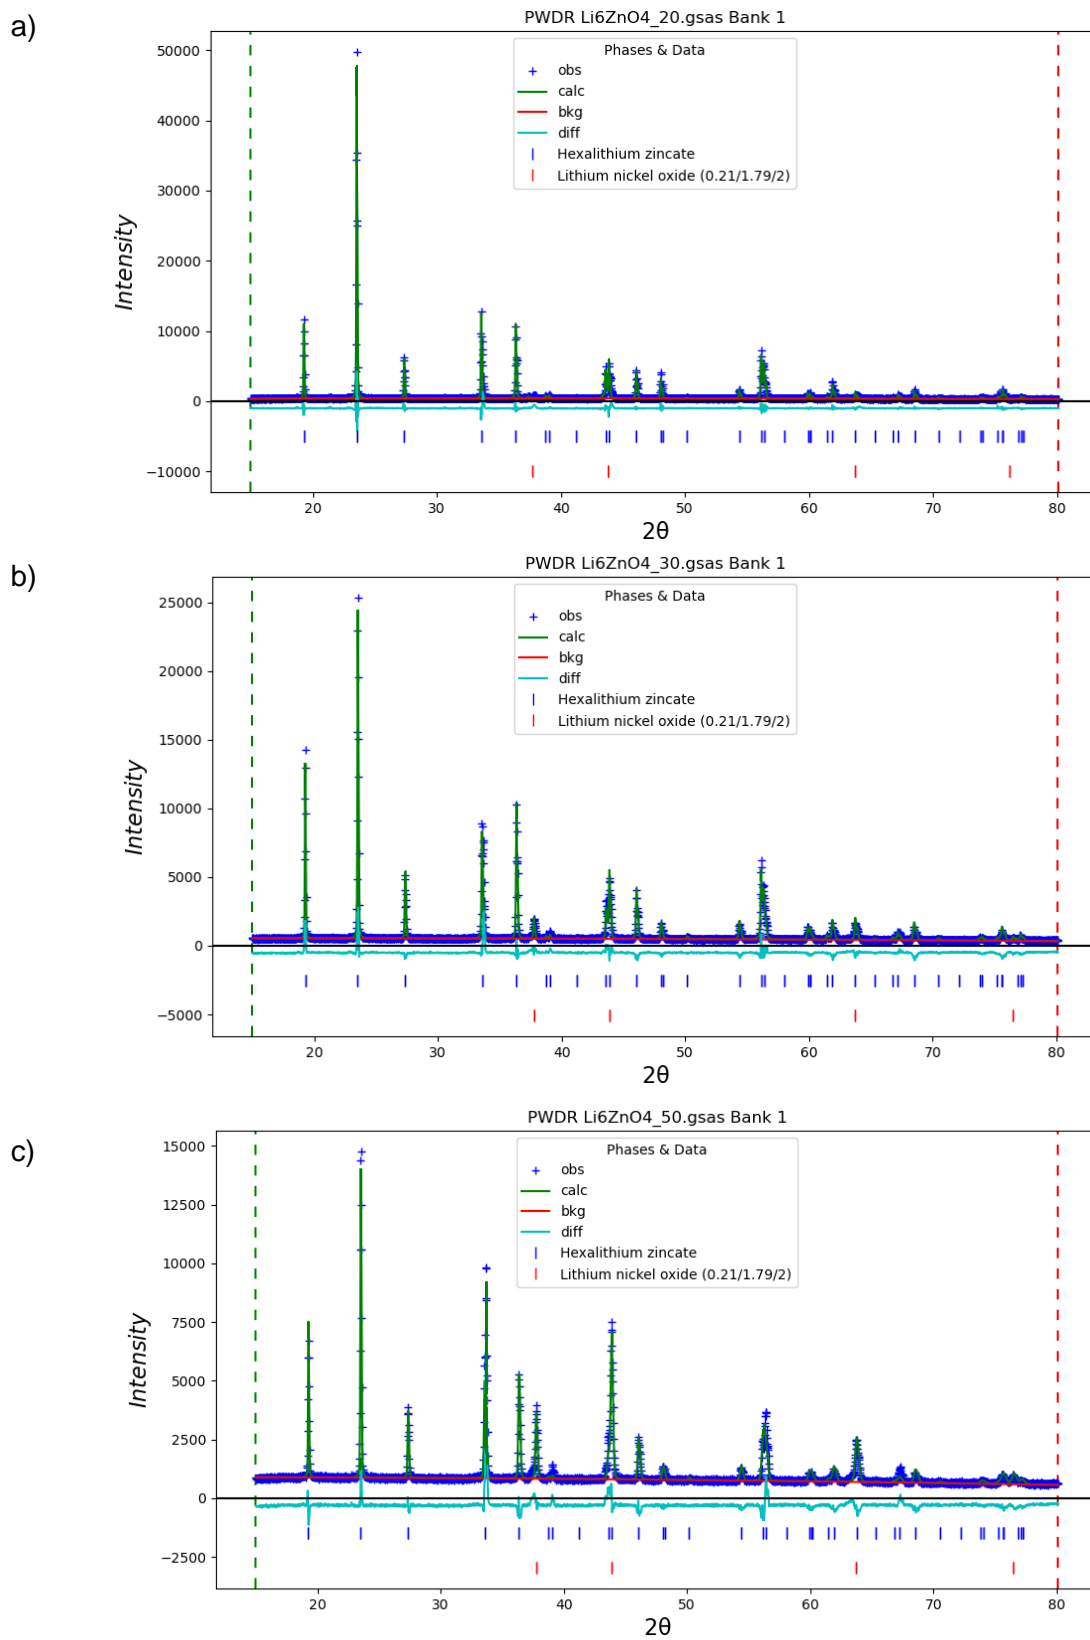 a)
PWDR Li6ZnO4_20.gsas Bank 1
Phases & Data
obs
calc
bkg
diff
Hexalithium zincate
Lithium nickel oxide (0.21/1.79/2)
50000
40000
30000
20000
10000
0
−10000
Intensity
20 30 40 50 60 70 80
2θ
b)
PWDR Li6ZnO4_30.gsas Bank 1
Phases & Data
obs
calc
bkg
diff
Hexalithium zincate
Lithium nickel oxide (0.21/1.79/2)
25000
20000
15000
10000
5000
0
−5000
Intensity
20 30 40 50 60 70 80
2θ
c)
PWDR Li6ZnO4_50.gsas Bank 1
Phases & Data
obs
calc
bkg
diff
Hexalithium zincate
Lithium nickel oxide (0.21/1.79/2)
15000
12500
10000
7500
5000
2500
0
−2500
Intensity
20 30 40 50 60 70 80
2θ